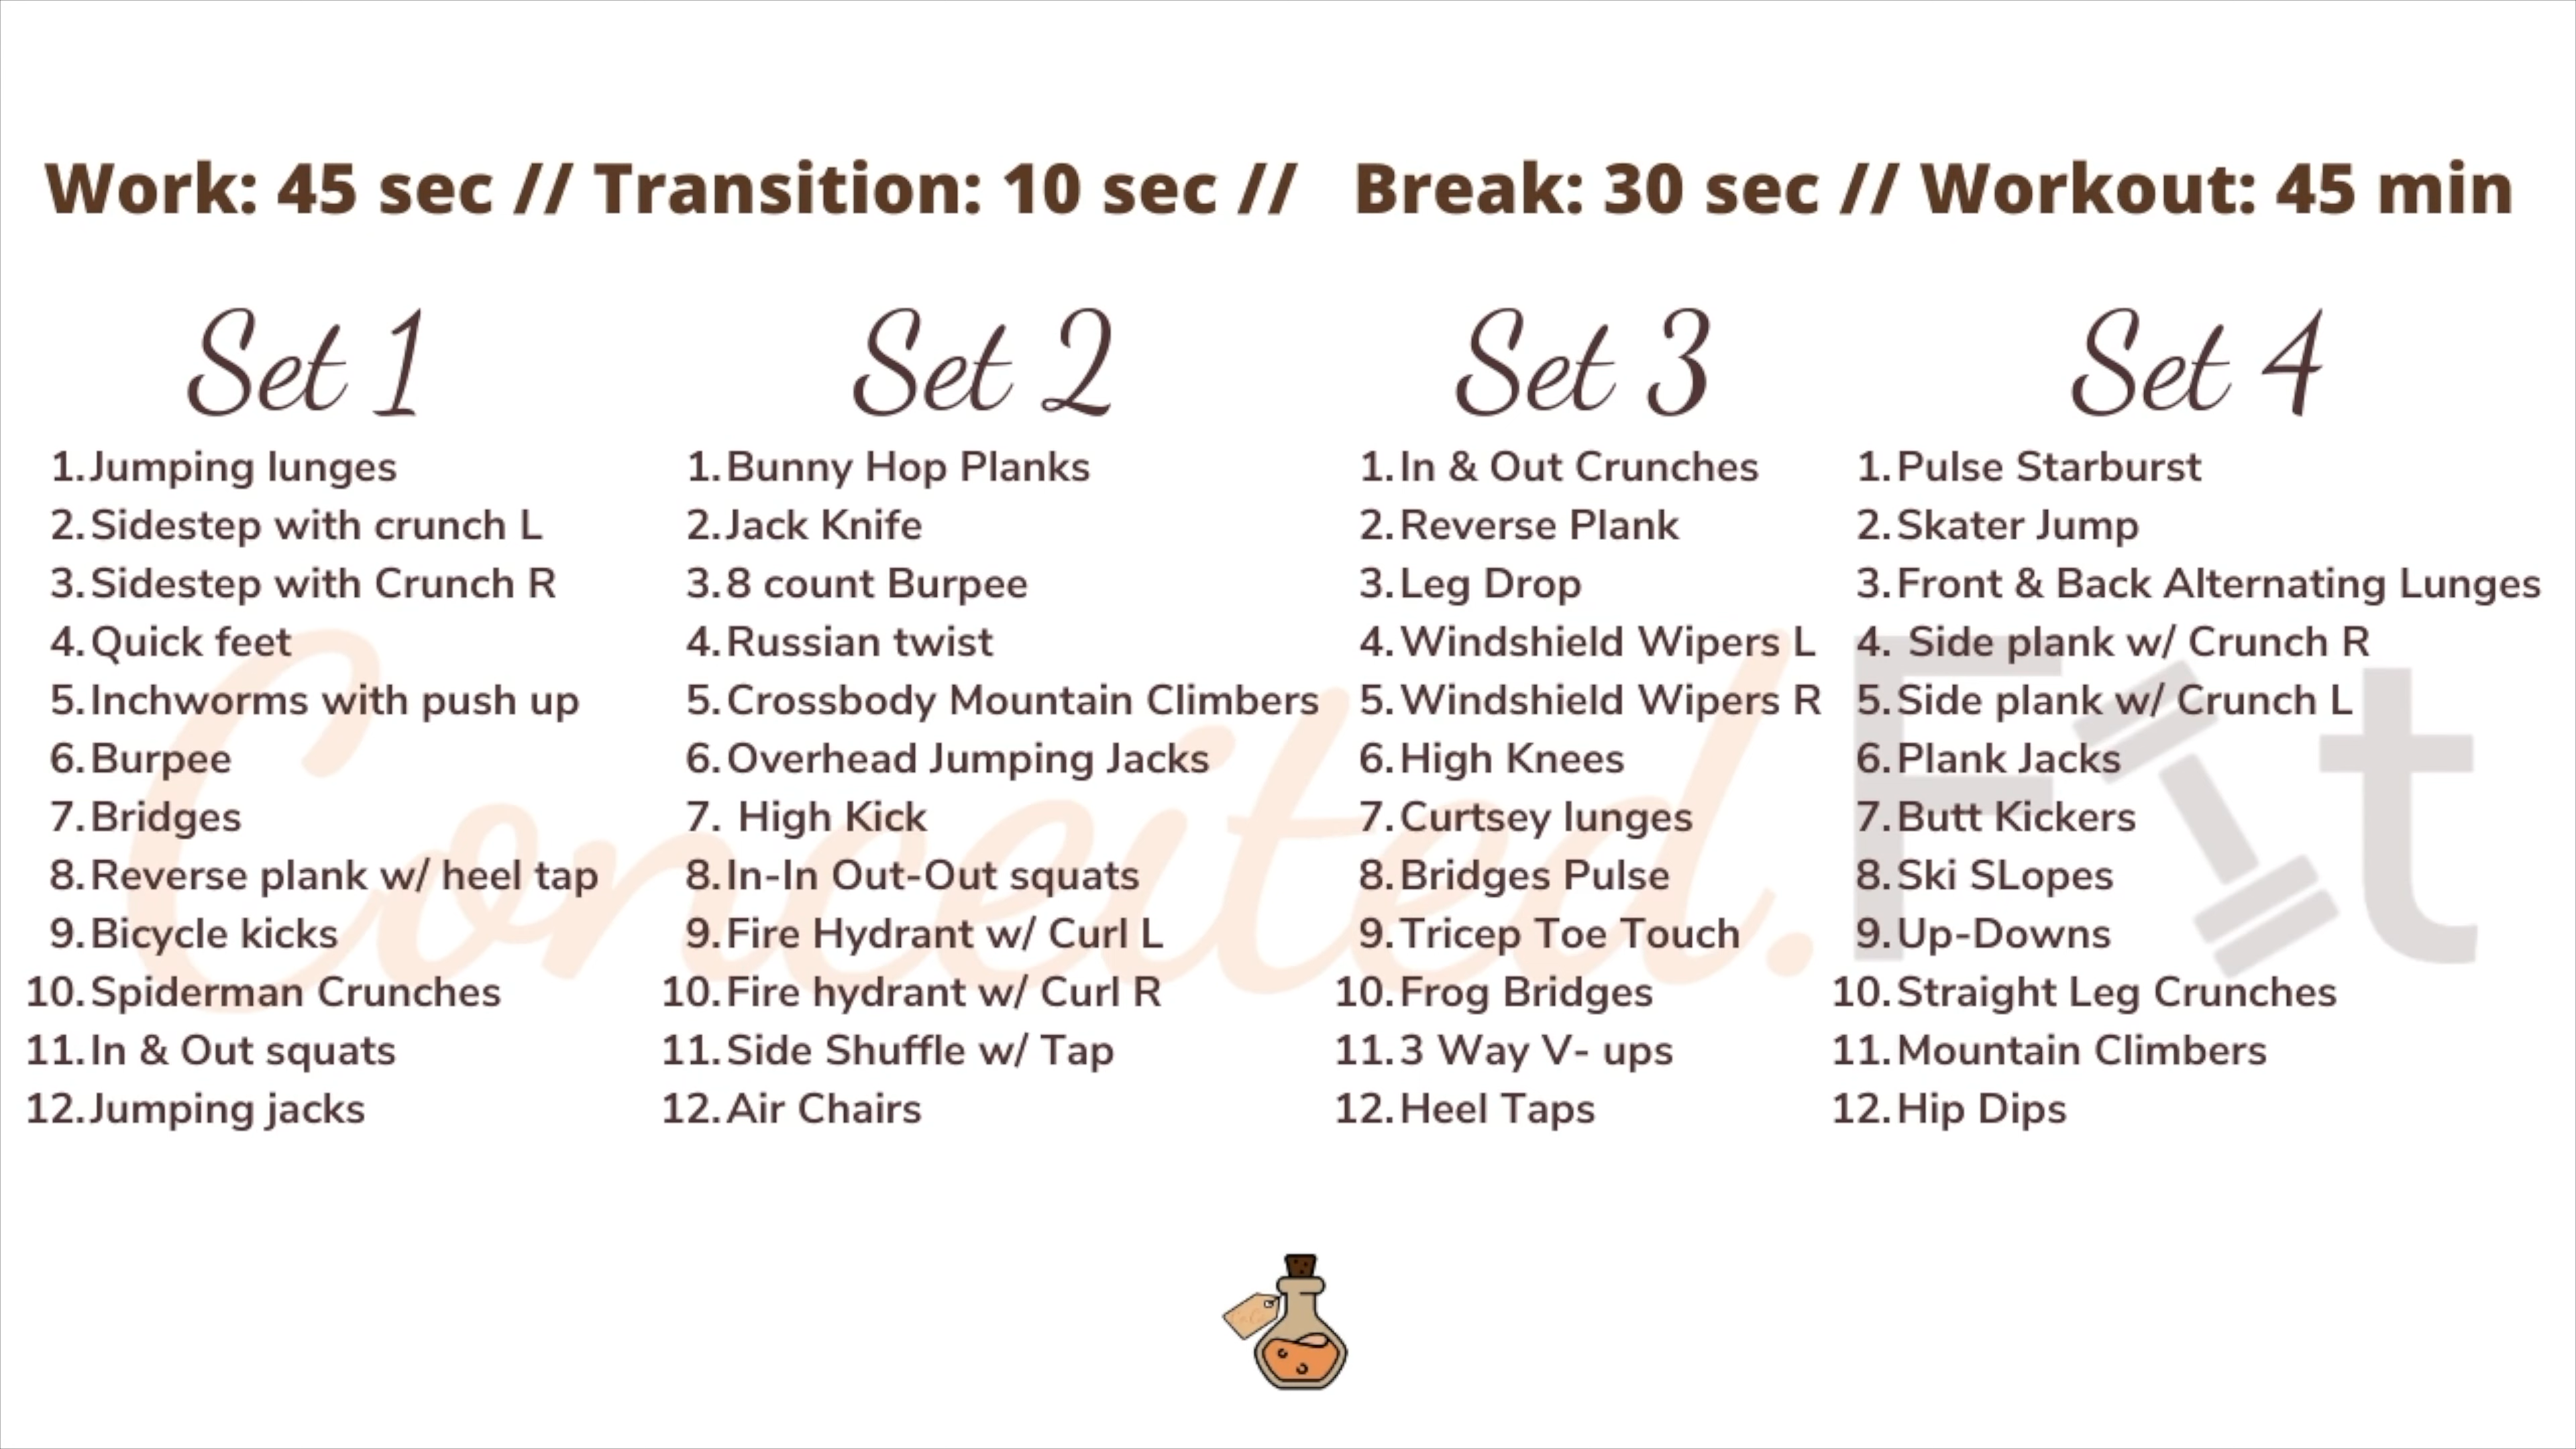 Work: 45 sec // Transition: 10 sec // Break: 30 sec // Workout: 45 min
Set 1
1. Jumping lunges
2. Sidestep with crunch L
3. Sidestep with Crunch R
4. Quick feet
5. Inchworms with push up
6. Burpee
7. Bridges
8. Reverse plank w/ heel tap
9. Bicycle kicks
10. Spiderman Crunches
11. In & Out squats
12. Jumping jacks
Set 2
1. Bunny Hop Planks
2. Jack Knife
3. 8 count Burpee
4. Russian twist
5. Crossbody Mountain Climbers
6. Overhead Jumping Jacks
7. High Kick
8. In-In Out-Out squats
9. Fire Hydrant w/ Curl L
10. Fire hydrant w/ Curl R
11. Side Shuffle w/ Tap
12. Air Chairs
Set 3
1. In & Out Crunches
2. Reverse Plank
3. Leg Drop
4. Windshield Wipers L
5. Windshield Wipers R
6. High Knees
7. Curtsey lunges
8. Bridges Pulse
9. Tricep Toe Touch
10. Frog Bridges
11. 3 Way V- ups
12. Heel Taps
Set 4
1. Pulse Starburst
2. Skater Jump
3. Front & Back Alternating Lunges
4. Side plank w/ Crunch R
5. Side plank w/ Crunch L
6. Plank Jacks
7. Butt Kickers
8. Ski SLopes
9. Up-Downs
10. Straight Leg Crunches
11. Mountain Climbers
12. Hip Dips
Conceited.Fit